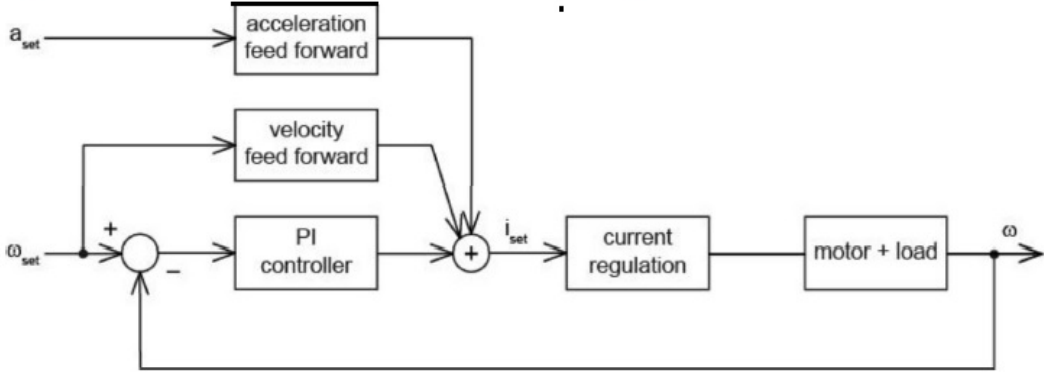 acceleration
feed forward
a_set
velocity
feed forward
+
ω_set
−
PI
controller
+
i_set
current
regulation
motor + load
ω